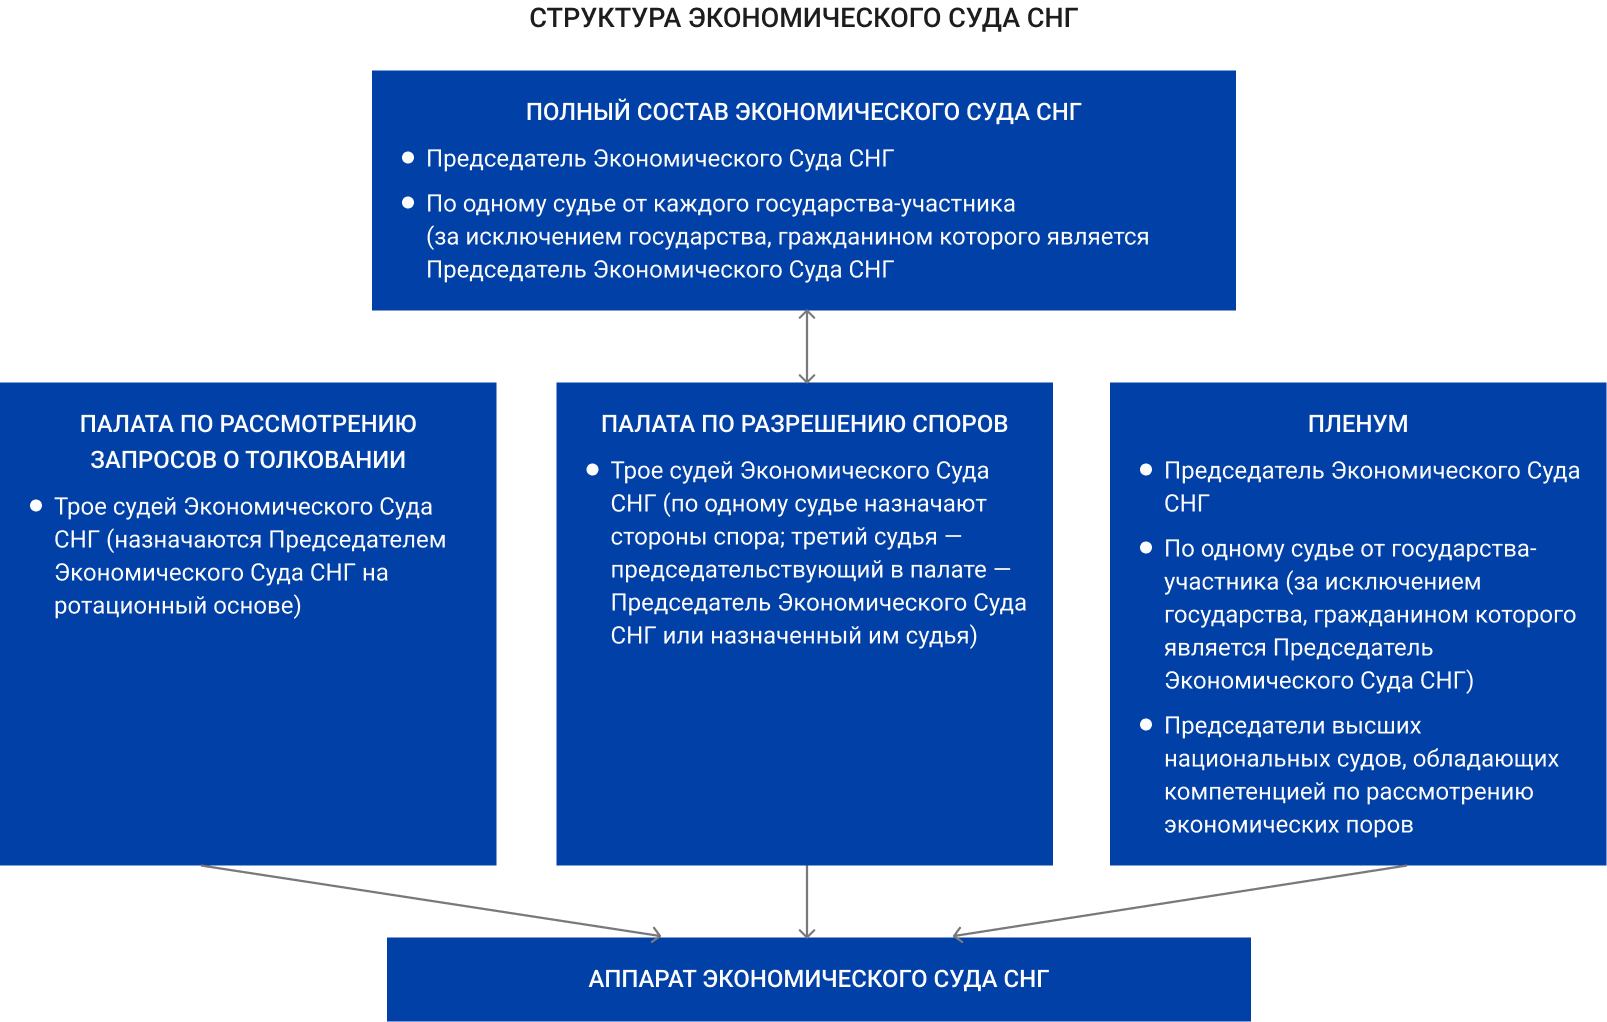 СТРУКТУРА ЭКОНОМИЧЕСКОГО СУДА СНГ
ПОЛНЫЙ СОСТАВ ЭКОНОМИЧЕСКОГО СУДА СНГ
● Председатель Экономического Суда СНГ
● По одному судье от каждого государства-участника
(за исключением государства, гражданином которого является
Председатель Экономического Суда СНГ
ПАЛАТА ПО РАССМОТРЕНИЮ
ЗАПРОСОВ О ТОЛКОВАНИИ
● Трое судей Экономического Суда
СНГ (назначаются Председателем
Экономического Суда СНГ на
ротационный основе)
ПАЛАТА ПО РАЗРЕШЕНИЮ СПОРОВ
● Трое судей Экономического Суда
СНГ (по одному судье назначают
стороны спора; третий судья —
председательствующий в палате —
Председатель Экономического Суда
СНГ или назначенный им судья)
ПЛЕНУМ
● Председатель Экономического Суда
СНГ
● По одному судье от государства-
участника (за исключением
государства, гражданином которого
является Председатель
Экономического Суда СНГ)
● Председатели высших
национальных судов, обладающих
компетенцией по рассмотрению
экономических поров
АППАРАТ ЭКОНОМИЧЕСКОГО СУДА СНГ